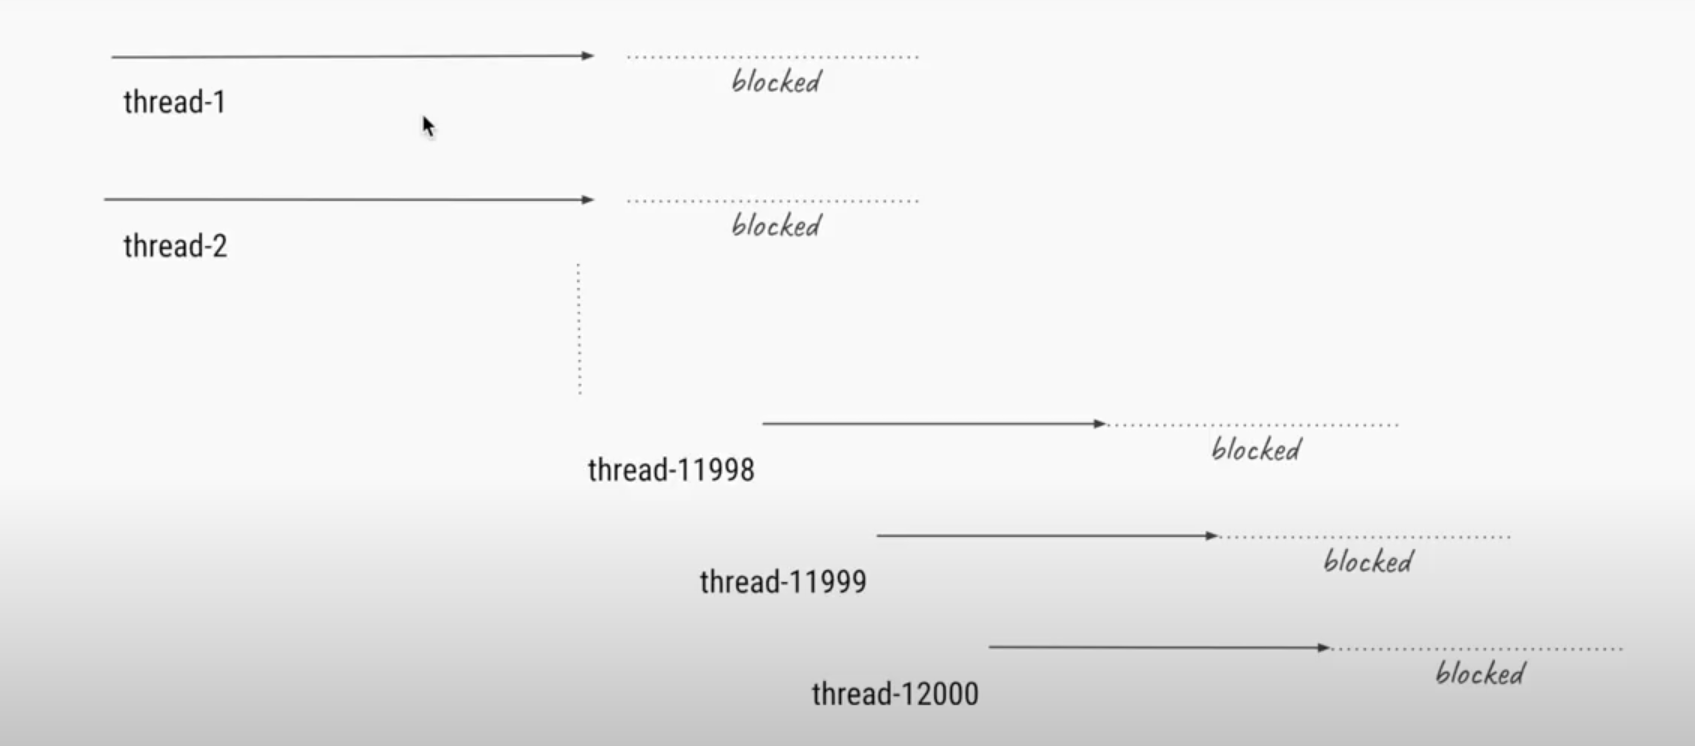 blocked
thread-1
blocked
thread-2
blocked
thread-11998
blocked
thread-11999
blocked
thread-12000